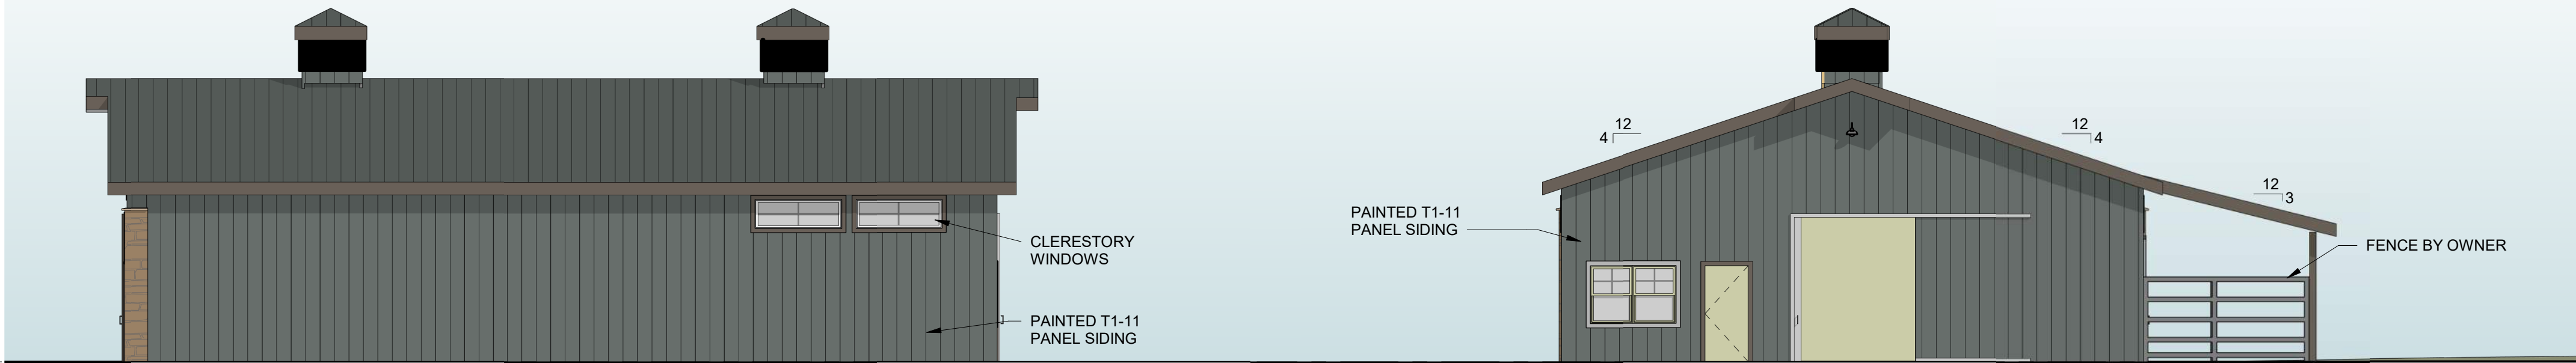 CLERESTORY
WINDOWS
PAINTED T1-11
PANEL SIDING
12
4
12
4
12
3
PAINTED T1-11
PANEL SIDING
FENCE BY OWNER